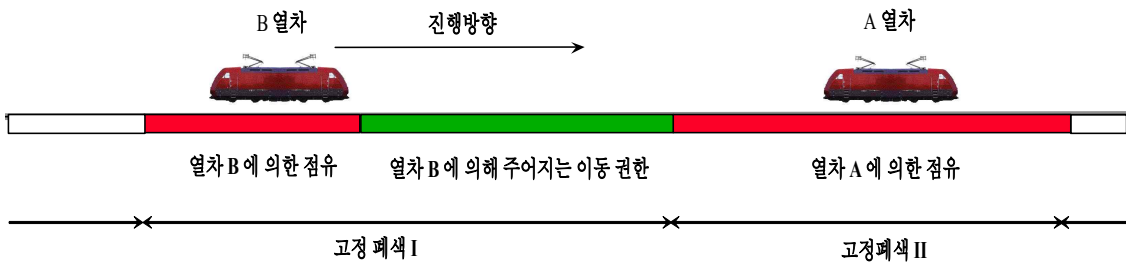 B 열차
진행방향
A 열차
열차 B 에 의한 점유
열차 B 에 의해 주어지는 이동 권한
열차 A 에 의한 점유
고정 폐색 I
고정폐색 II